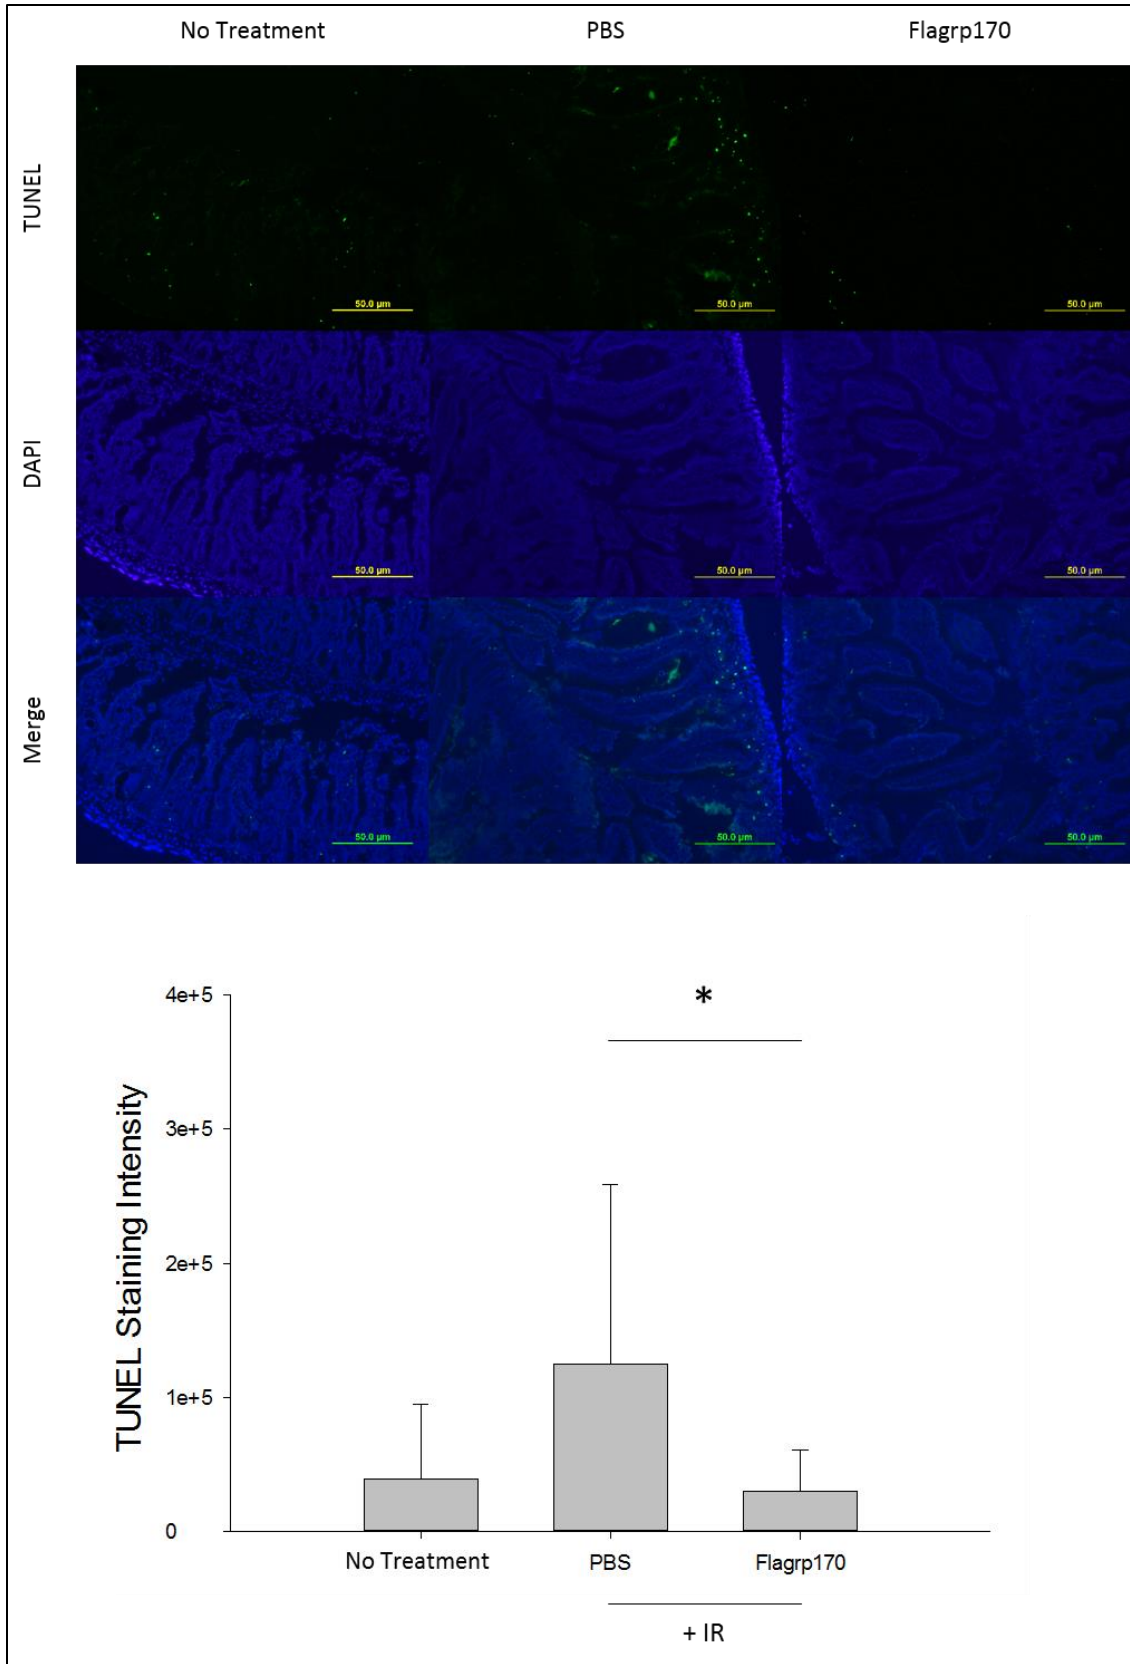 No Treatment PBS Flagrp170
TUNEL
50.0 µm 50.0 µm 50.0 µm
DAPI
50.0 µm 50.0 µm 50.0 µm
Merge
50.0 µm 50.0 µm 50.0 µm
4e+5
*
3e+5
2e+5
1e+5
0
TUNEL Staining Intensity
No Treatment PBS Flagrp170
+ IR